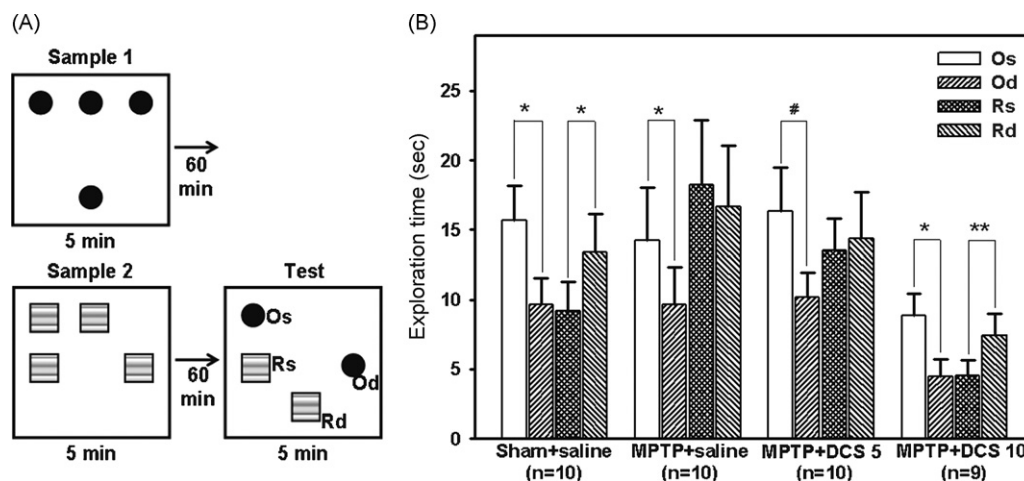 (A)
Sample 1
60
min
5 min
Sample 2
60
min
5 min
Test
Os
Rs
Od
Rd
5 min
(B)
Exploration time (sec)
25
20
15
10
5
0
Os
Od
Rs
Rd
* * * # * **
Sham+saline MPTP+saline MPTP+DCS 5 MPTP+DCS 10
(n=10) (n=10) (n=10) (n=9)